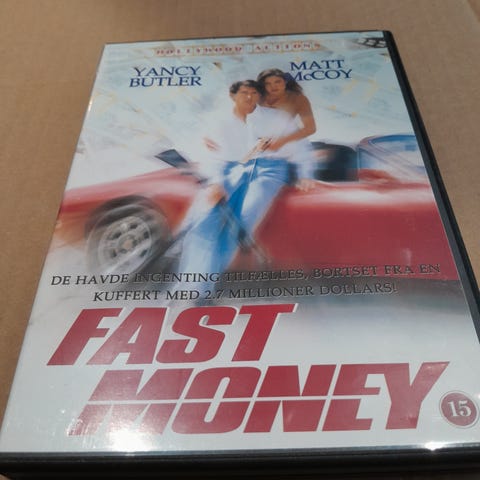 HOLLYWOOD ACTIONS
YANCY BUTLER
MATT McCOY
DE HAVDE INGENTING TILFÆLLES, BORTSET FRA EN
KUFFERT MED 2.7 MILLIONER DOLLARS!
FAST
MONEY
15